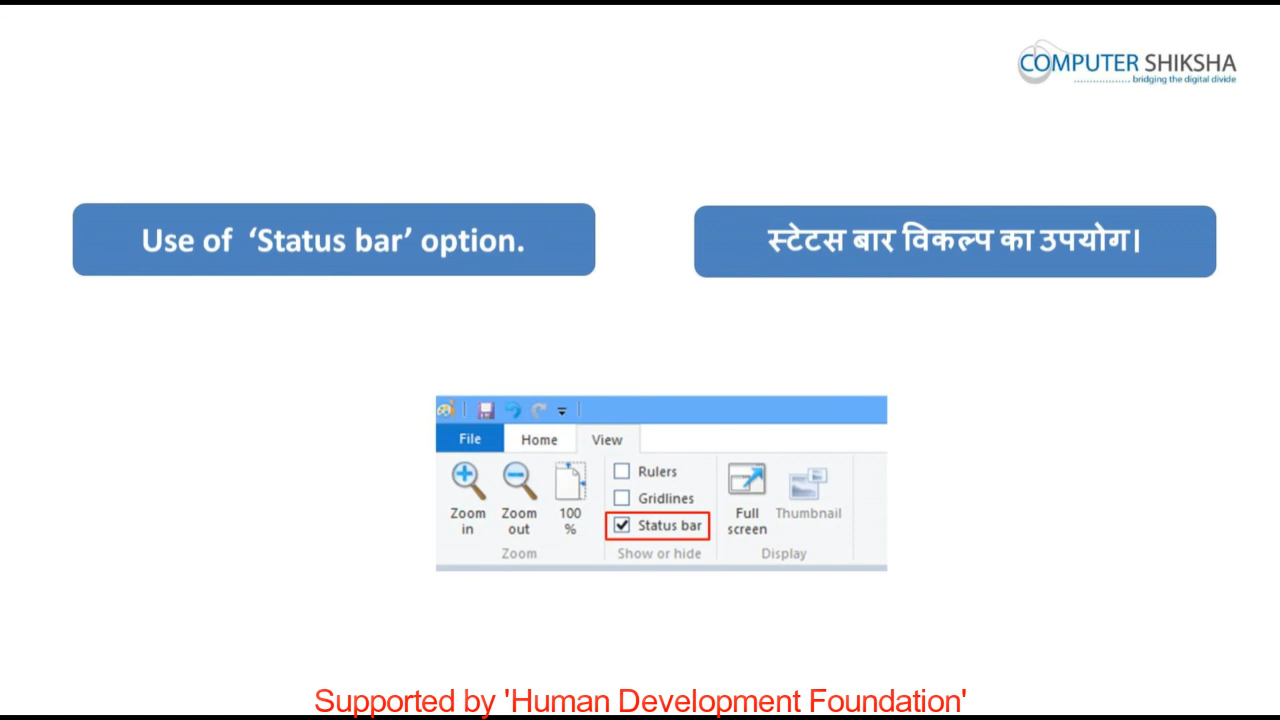 COMPUTER SHIKSHA
bridging the digital divide
Use of ‘Status bar’ option.
स्टेटस बार विकल्प का उपयोग।
File Home View
Zoom in
Zoom out
100 %
Zoom
Rulers
Gridlines
Status bar
Show or hide
Full screen
Thumbnail
Display
Supported by 'Human Development Foundation'